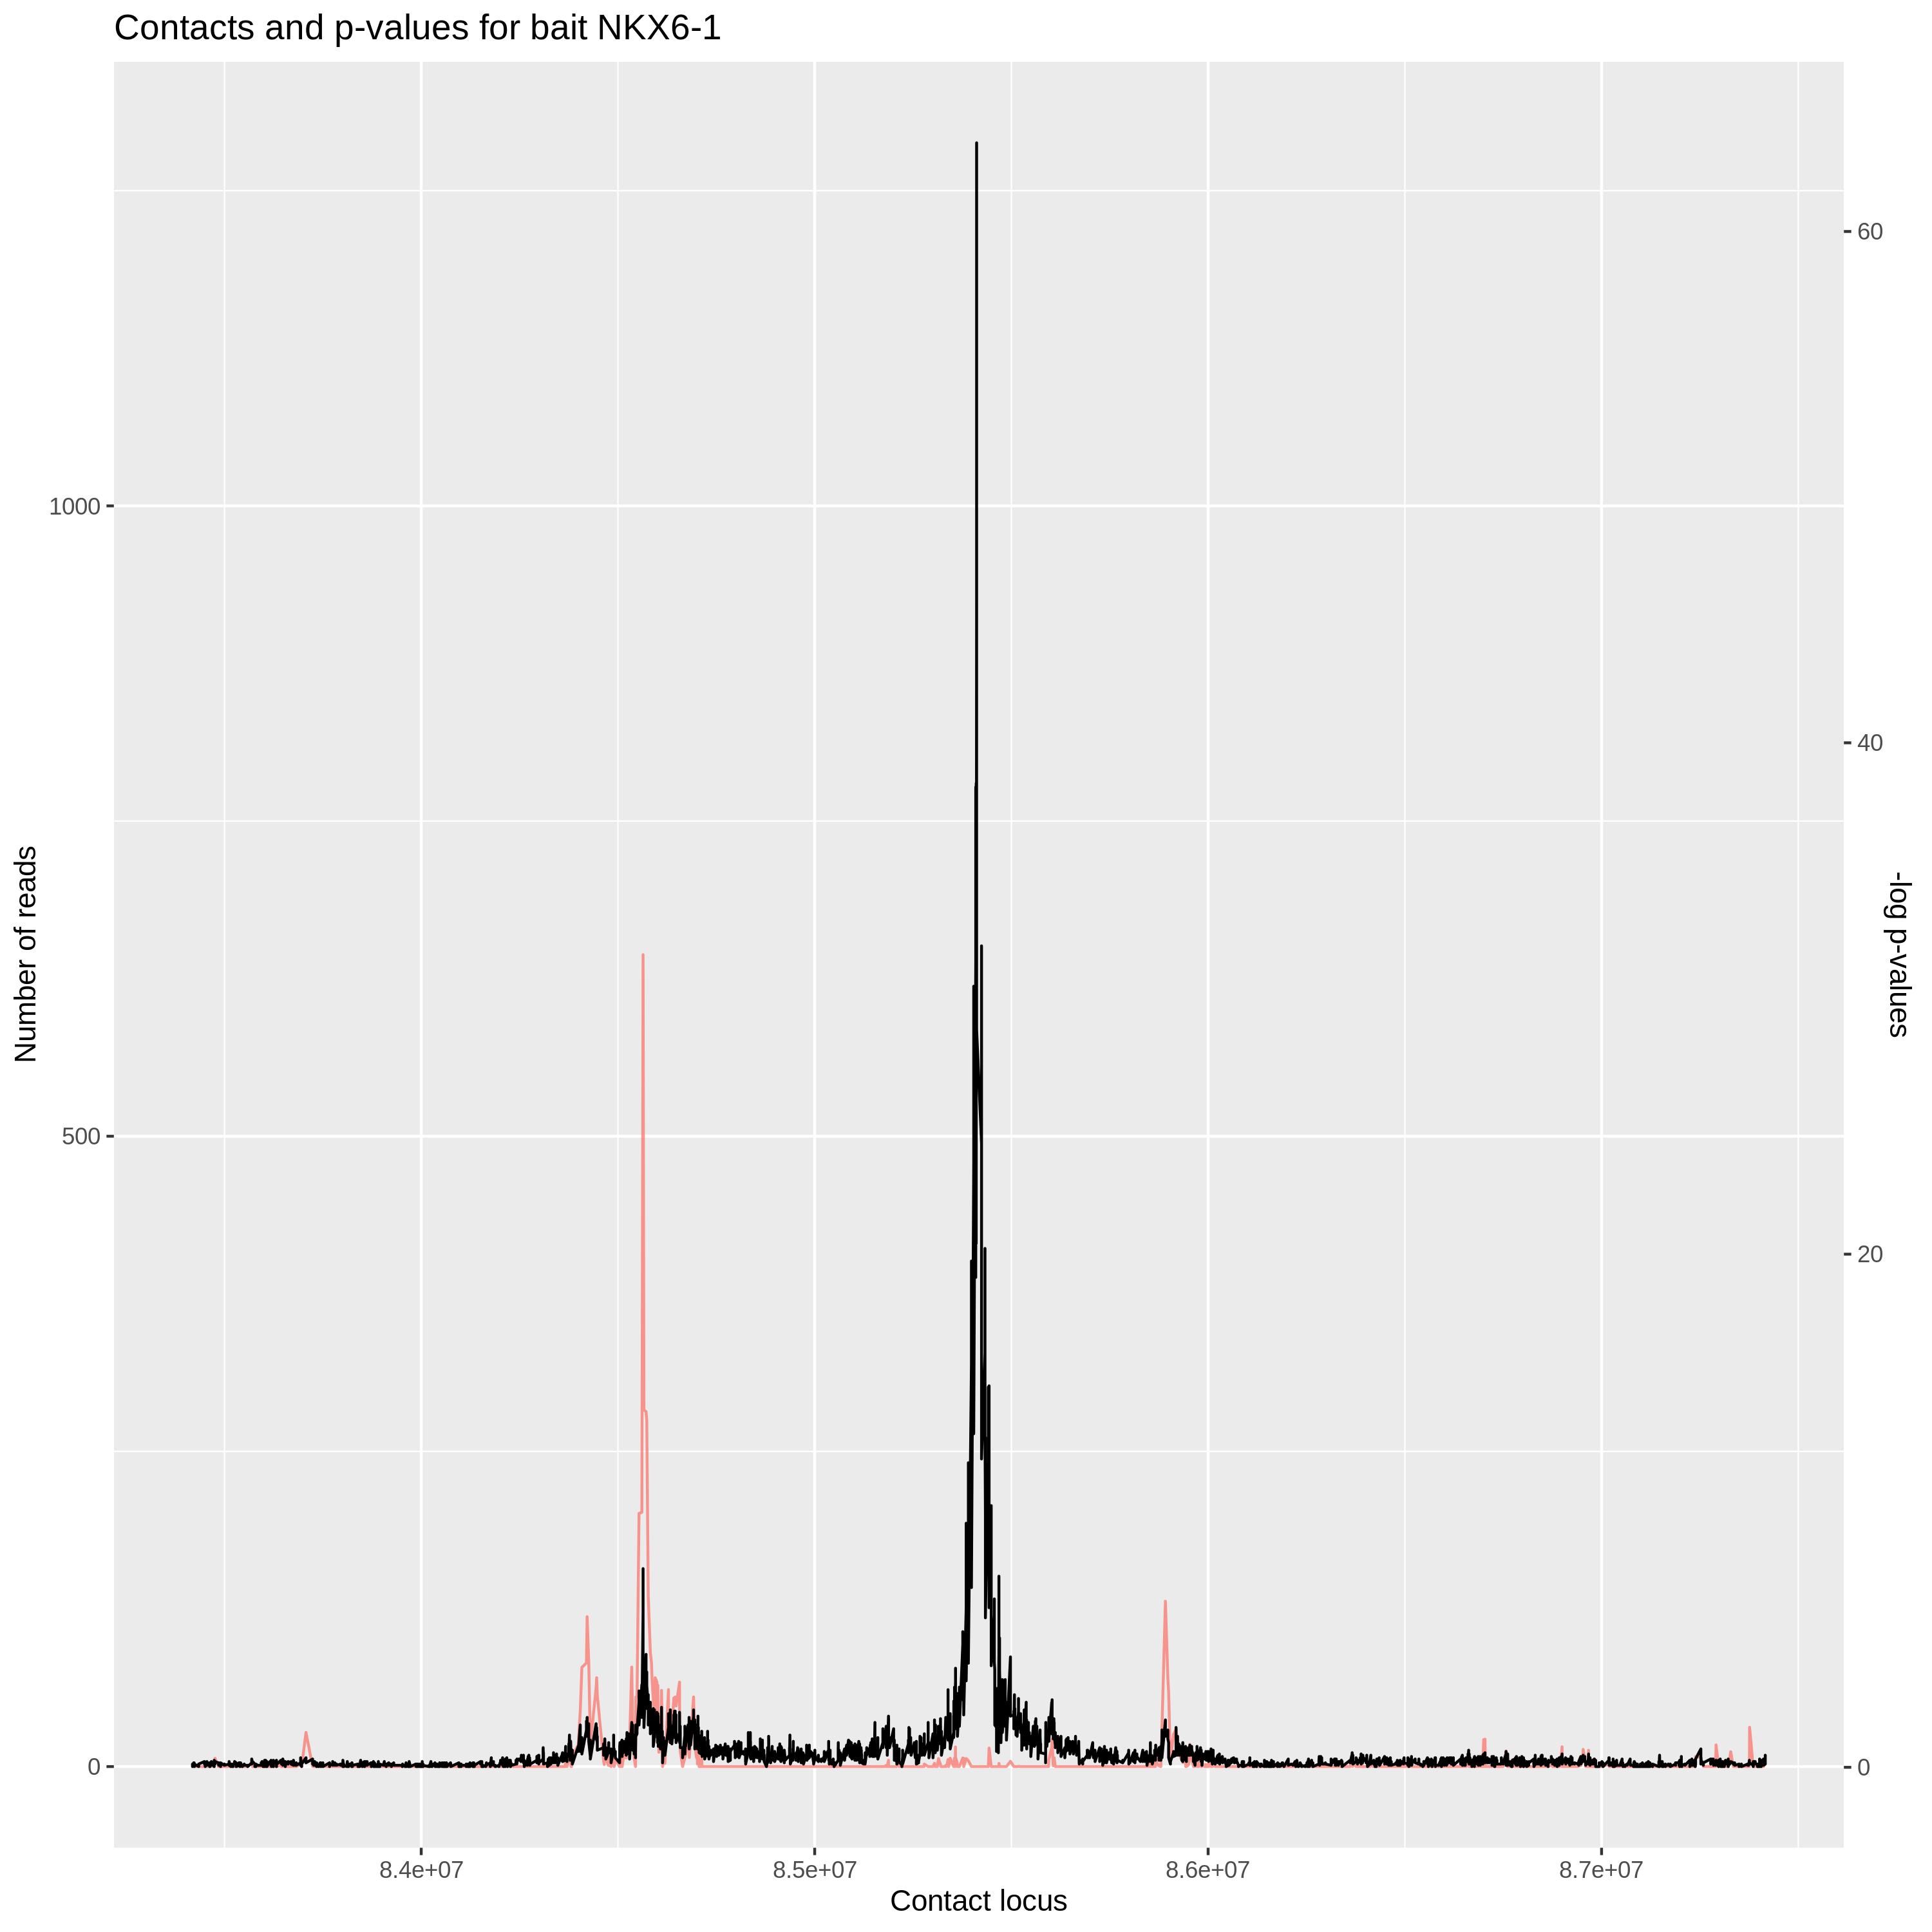 Contacts and p-values for bait NKX6-1
Number of reads
1000
500
0
60
40
20
0
-log p-values
8.4e+07
8.5e+07
8.6e+07
8.7e+07
Contact locus